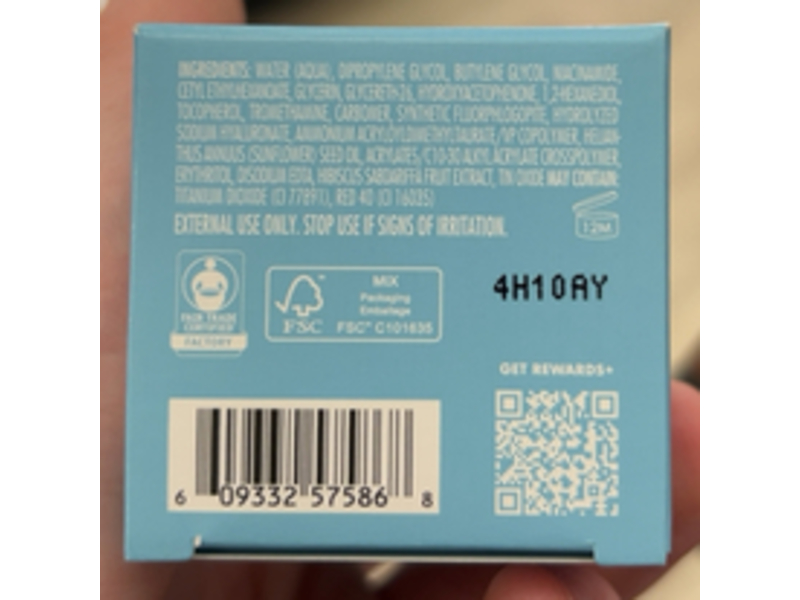 INGREDIENTS: WATER (AQUA), DIPROPYLENE GLYCOL, BUTYLENE GLYCOL, NIACINAMIDE,
CETYL ETHYLHEXANOATE, GLYCERIN, GLYCERETH-26, HYDROXYACETOPHENONE, 1,2-HEXANEDIOL,
TOCOPHEROL, TROMETHAMINE, CARBOMER, SYNTHETIC FLUORPHLOGOPITE, HYDROLYZED
SODIUM HYALURONATE, AMMONIUM ACRYLOYLDIMETHYLTAURATE/VP COPOLYMER, HELIAN-
THUS ANNUUS (SUNFLOWER) SEED OIL, ACRYLATES/C10-30 ALKYL ACRYLATE CROSSPOLYMER,
ERYTHRITOL, DISODIUM EDTA, HIBISCUS SABDARIFFA FRUIT EXTRACT, TIN OXIDE MAY CONTAIN:
TITANIUM DIOXIDE (CI 77891), RED 40 (CI 16035)
EXTERNAL USE ONLY. STOP USE IF SIGNS OF IRRITATION.
12M
FAIR TRADE
CERTIFIED
FACTORY
FSC
MIX
Packaging
Emballage
FSC™ C101635
4H10AY
GET REWARDS+
6 09332 57586 8